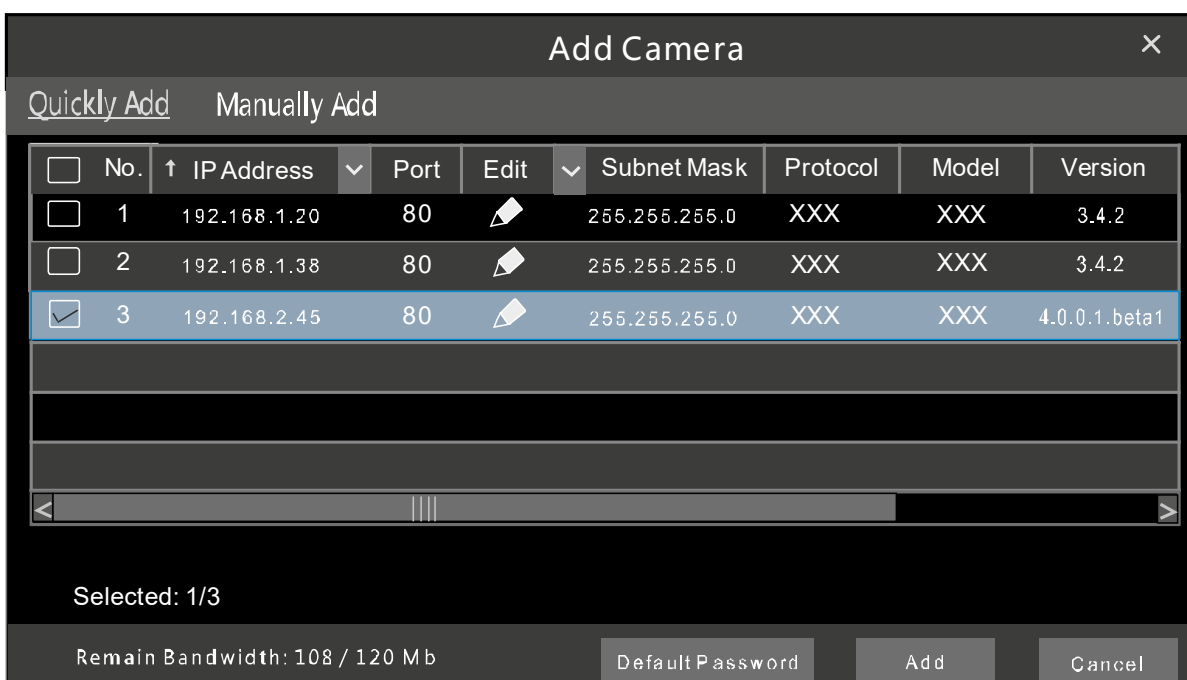 Add Camera ×
Quickly Add Manually Add
No. ↑ IP Address Port Edit Subnet Mask Protocol Model Version
1 192.168.1.20 80 255.255.255.0 XXX XXX 3.4.2
2 192.168.1.38 80 255.255.255.0 XXX XXX 3.4.2
3 192.168.2.45 80 255.255.255.0 XXX XXX 4.0.0.1.beta1
< >
Selected: 1/3
Remain Bandwidth: 108 / 120 Mb Default Password Add Cancel